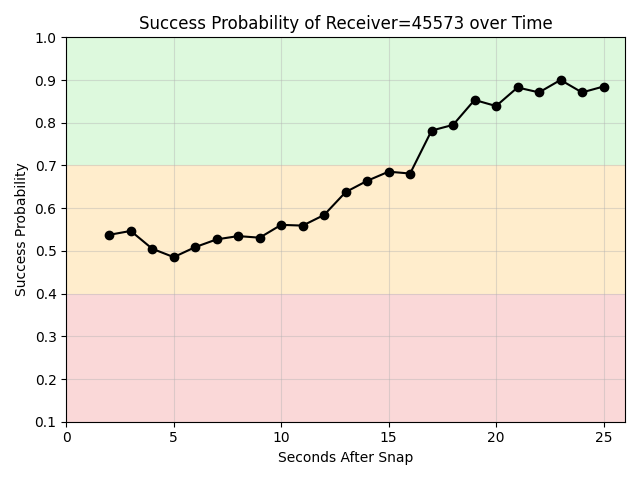 Success Probability of Receiver=45573 over Time
1.0
0.9
0.8
0.7
0.6
0.5
0.4
0.3
0.2
0.1
Success Probability
0 5 10 15 20 25
Seconds After Snap